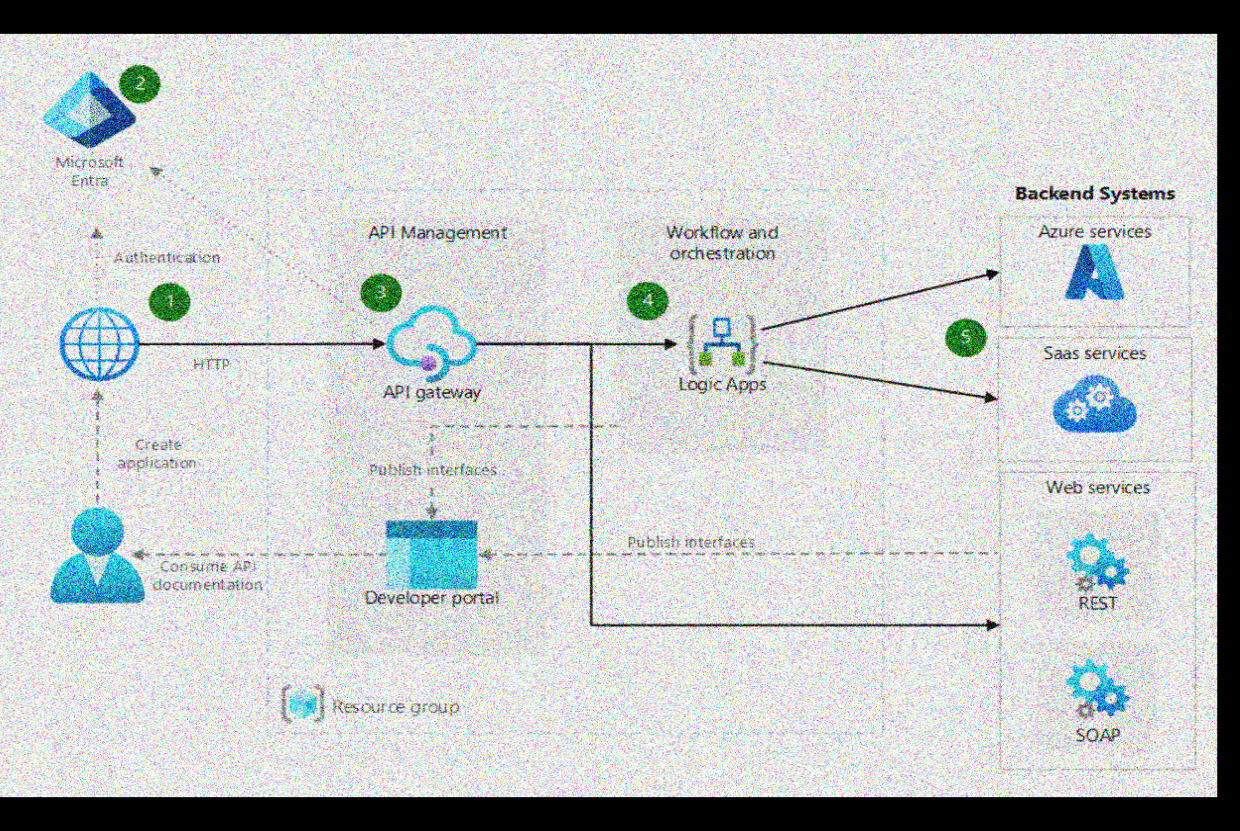 2
Microsoft
Entra
Authentication
1
HTTP
Create
application
Consume API
documentation
API Management
3
API gateway
Publish interfaces
Developer portal
Resource group
Workflow and
orchestration
4
Logic Apps
Publish interfaces
Backend Systems
Azure services
5
Saas services
Web services
REST
SOAP